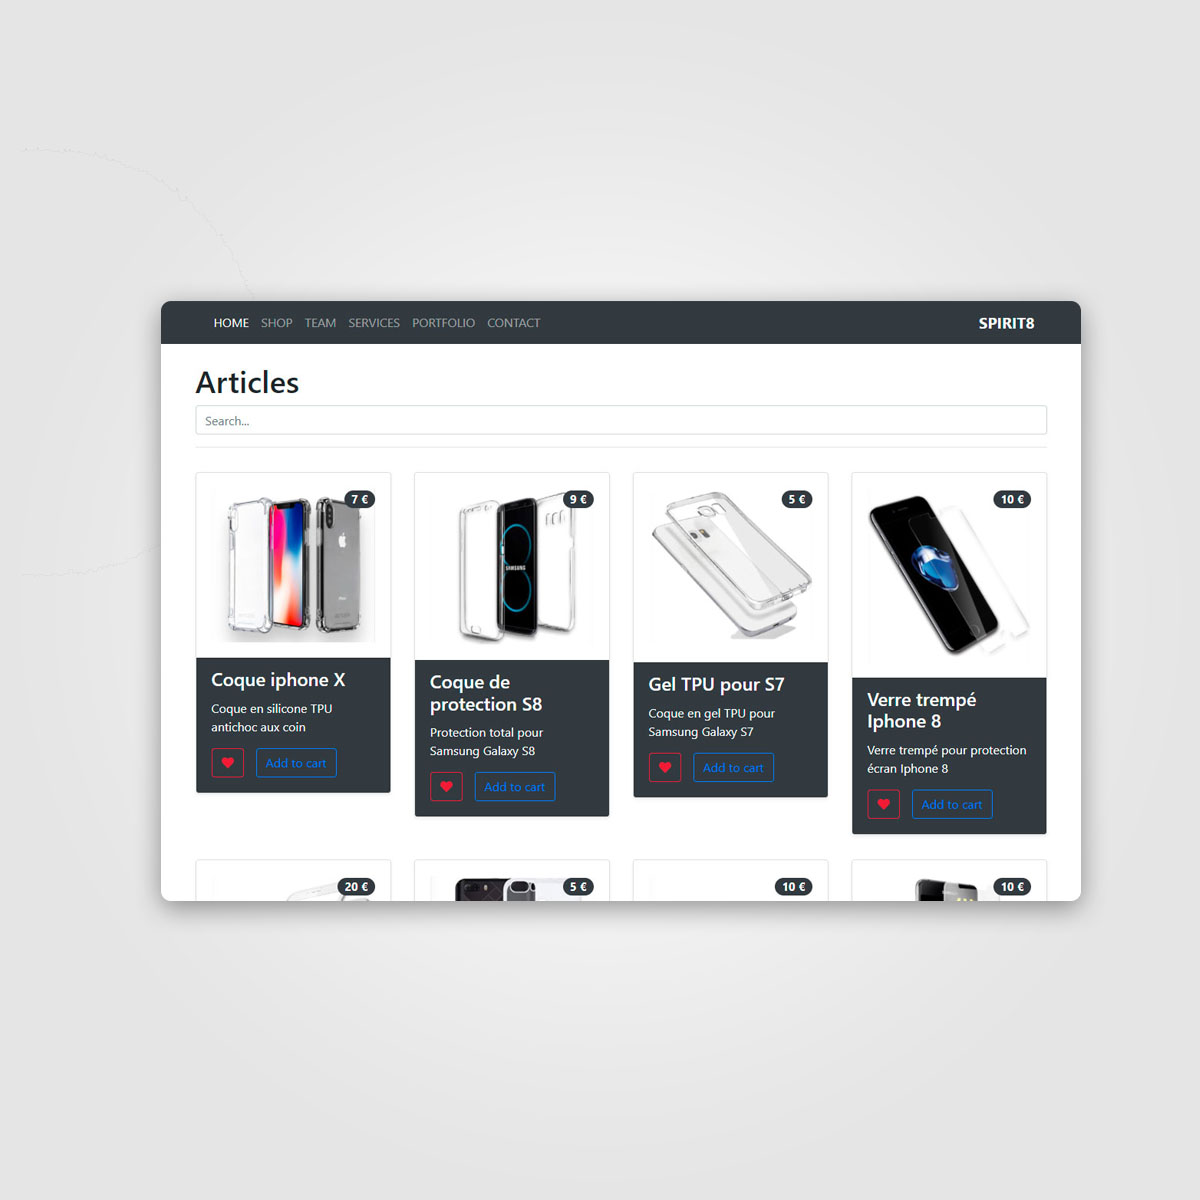 HOME SHOP TEAM SERVICES PORTFOLIO CONTACT SPIRIT8
Articles
Search...
7 €
9 €
5 €
10 €
SAMSUNG
Coque iphone X
Coque en silicone TPU
antichoc aux coin
Add to cart
Coque de
protection S8
Protection total pour
Samsung Galaxy S8
Add to cart
Gel TPU pour S7
Coque en gel TPU pour
Samsung Galaxy S7
Add to cart
Verre trempé
Iphone 8
Verre trempé pour protection
écran Iphone 8
Add to cart
20 €
5 €
10 €
10 €